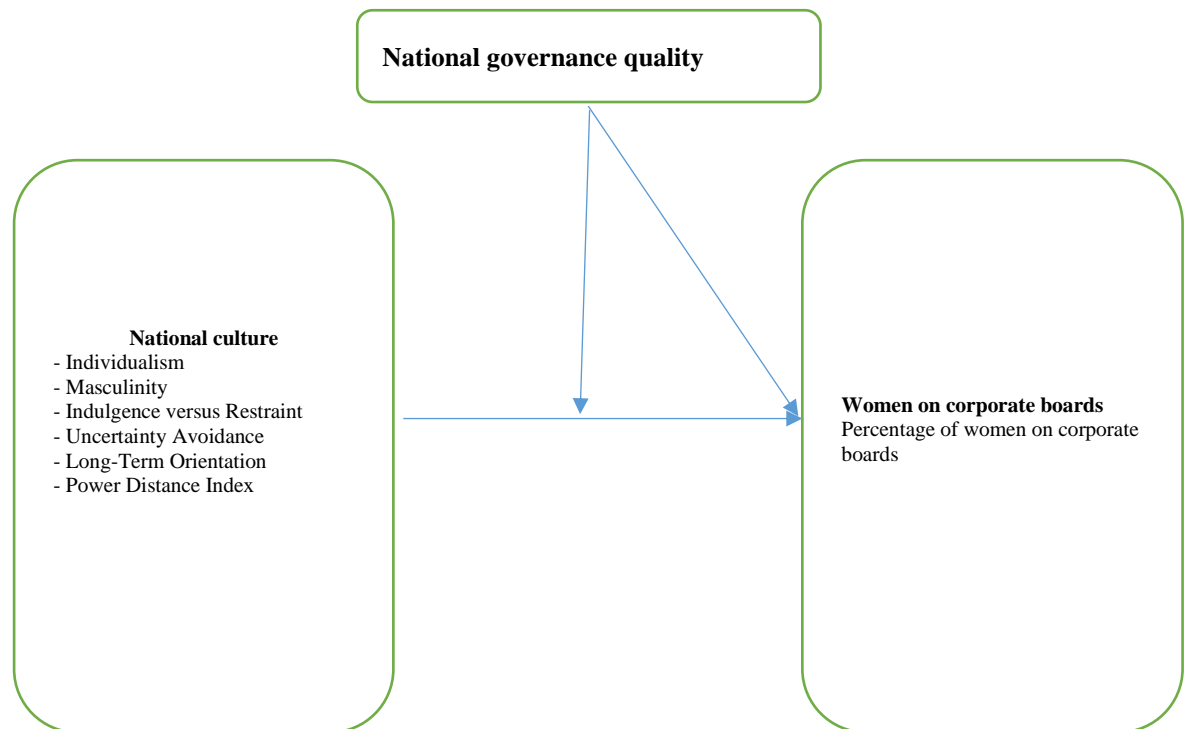 National governance quality
National culture
- Individualism
- Masculinity
- Indulgence versus Restraint
- Uncertainty Avoidance
- Long-Term Orientation
- Power Distance Index
Women on corporate boards
Percentage of women on corporate
boards